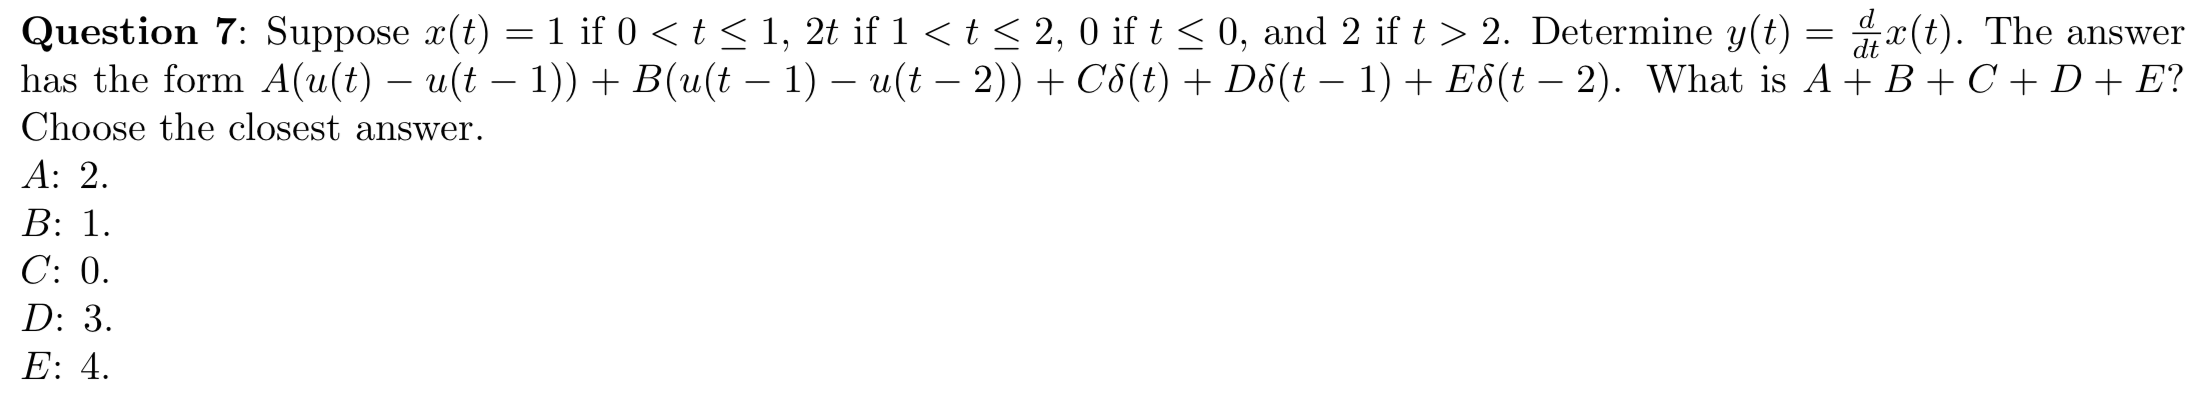 Question 7: Suppose x(t) = 1 if 0 < t ≤ 1, 2t if 1 < t ≤ 2, 0 if t ≤ 0, and 2 if t > 2. Determine y(t) = d/dt x(t). The answer
has the form A(u(t) − u(t − 1)) + B(u(t − 1) − u(t − 2)) + Cδ(t) + Dδ(t − 1) + Eδ(t − 2). What is A + B + C + D + E?
Choose the closest answer.
A: 2.
B: 1.
C: 0.
D: 3.
E: 4.